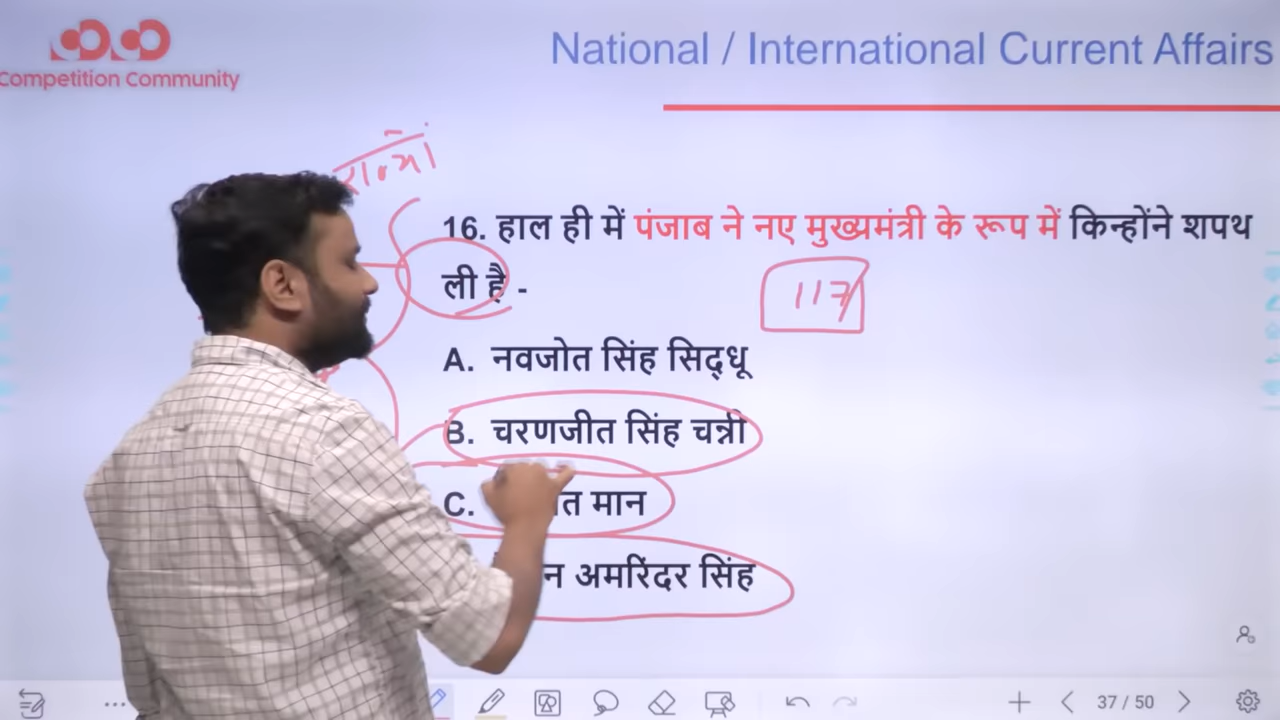 Competition Community
National / International Current Affairs
राज्यों
16. हाल ही में पंजाब ने नए मुख्यमंत्री के रूप में किन्होंने शपथ
ली है -
117
A. नवजोत सिंह सिद्धू
B. चरणजीत सिंह चन्नी
C. त मान
न अमरिंदर सिंह
37 / 50